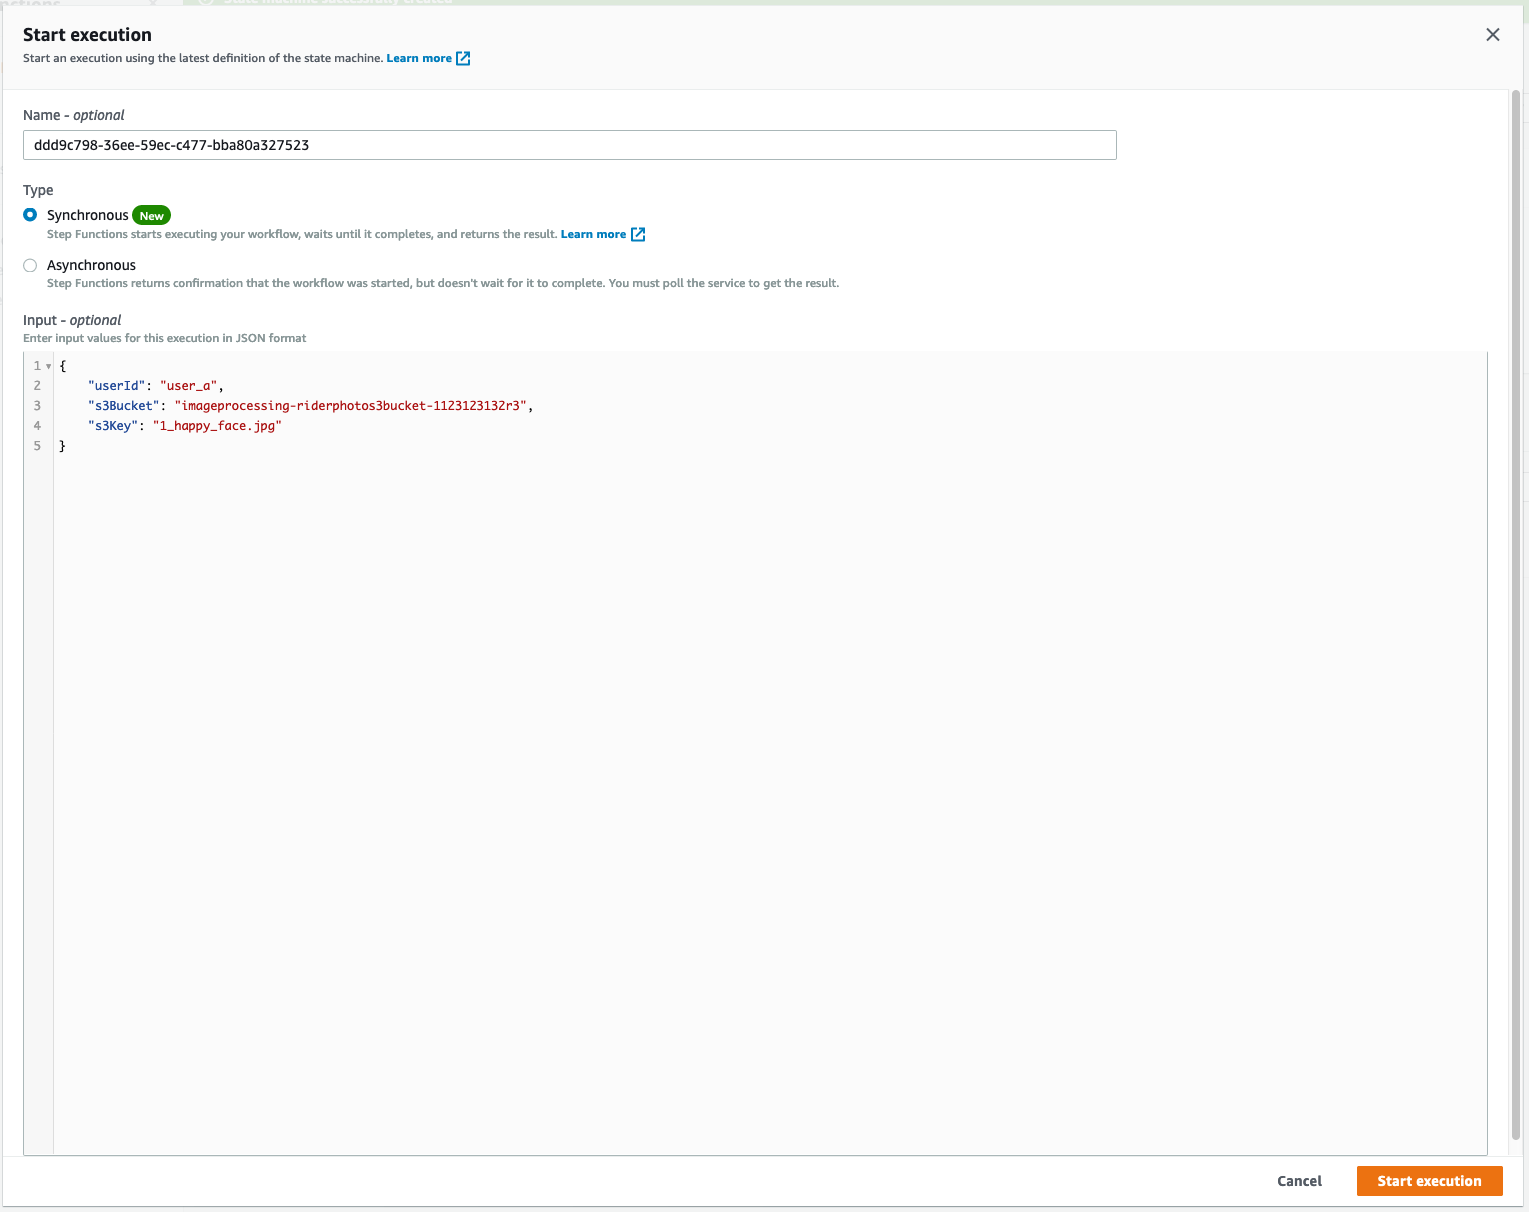 State machine successfully created
Start execution
Start an execution using the latest definition of the state machine. Learn more
Name - optional
ddd9c798-36ee-59ec-c477-bba80a327523
Type
Synchronous New
Step Functions starts executing your workflow, waits until it completes, and returns the result. Learn more
Asynchronous
Step Functions returns confirmation that the workflow was started, but doesn't wait for it to complete. You must poll the service to get the result.
Input - optional
Enter input values for this execution in JSON format
1 {
2 "userId": "user_a",
3 "s3Bucket": "imageprocessing-riderphotos3bucket-1123123132r3",
4 "s3Key": "1_happy_face.jpg"
5 }
Cancel
Start execution